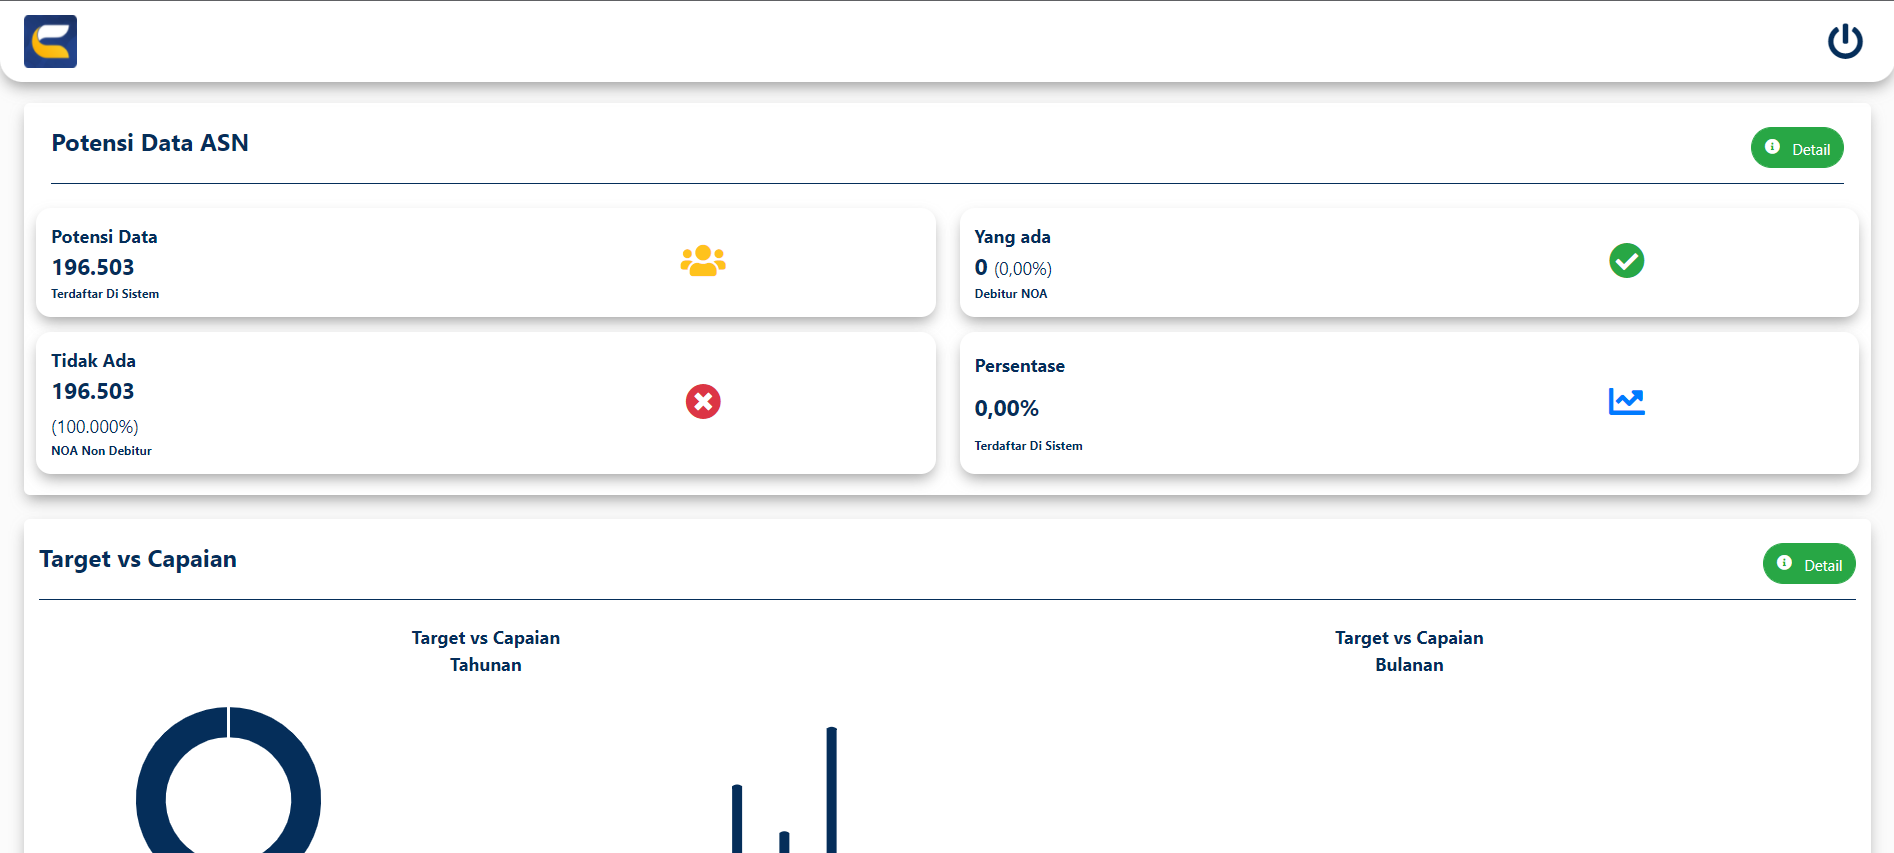 Potensi Data ASN
Detail
Potensi Data
196.503
Terdaftar Di Sistem
Yang ada
0 (0,00%)
Debitur NOA
Tidak Ada
196.503
(100.000%)
NOA Non Debitur
Persentase
0,00%
Terdaftar Di Sistem
Target vs Capaian
Detail
Target vs Capaian
Tahunan
Target vs Capaian
Bulanan